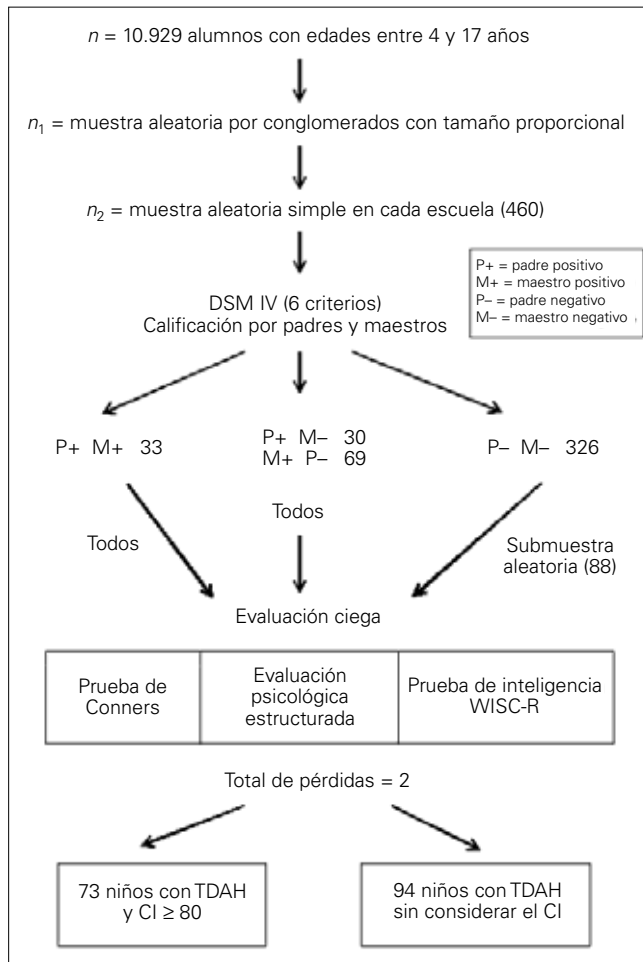 n = 10.929 alumnos con edades entre 4 y 17 años
n1 = muestra aleatoria por conglomerados con tamaño proporcional
n2 = muestra aleatoria simple en cada escuela (460)
P+ = padre positivo
M+ = maestro positivo
P– = padre negativo
M– = maestro negativo
DSM IV (6 criterios)
Calificación por padres y maestros
P+ M+ 33
P+ M– 30
M+ P– 69
P– M– 326
Todos
Todos
Submuestra
aleatoria (88)
Evaluación ciega
Prueba de
Conners
Evaluación
psicológica
estructurada
Prueba de inteligencia
WISC-R
Total de pérdidas = 2
73 niños con TDAH
y CI ≥ 80
94 niños con TDAH
sin considerar el CI